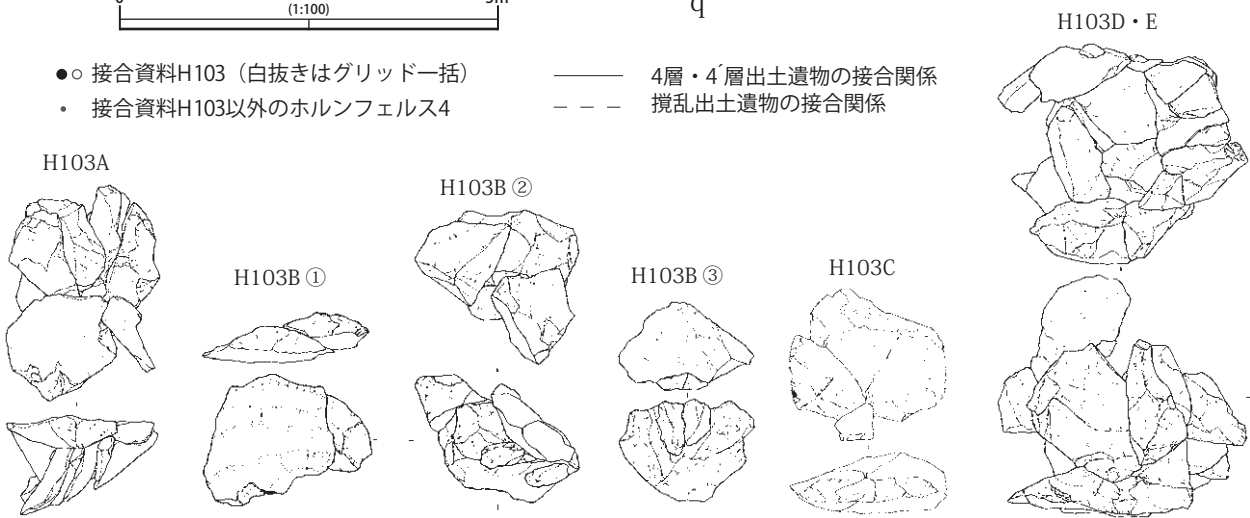 (1:100)
q
●○ 接合資料H103（白抜きはグリッド一括）
・ 接合資料H103以外のホルンフェルス4
4層・4´層出土遺物の接合関係
撹乱出土遺物の接合関係
H103D・E
H103A
H103B ②
H103B ①
H103B ③
H103C